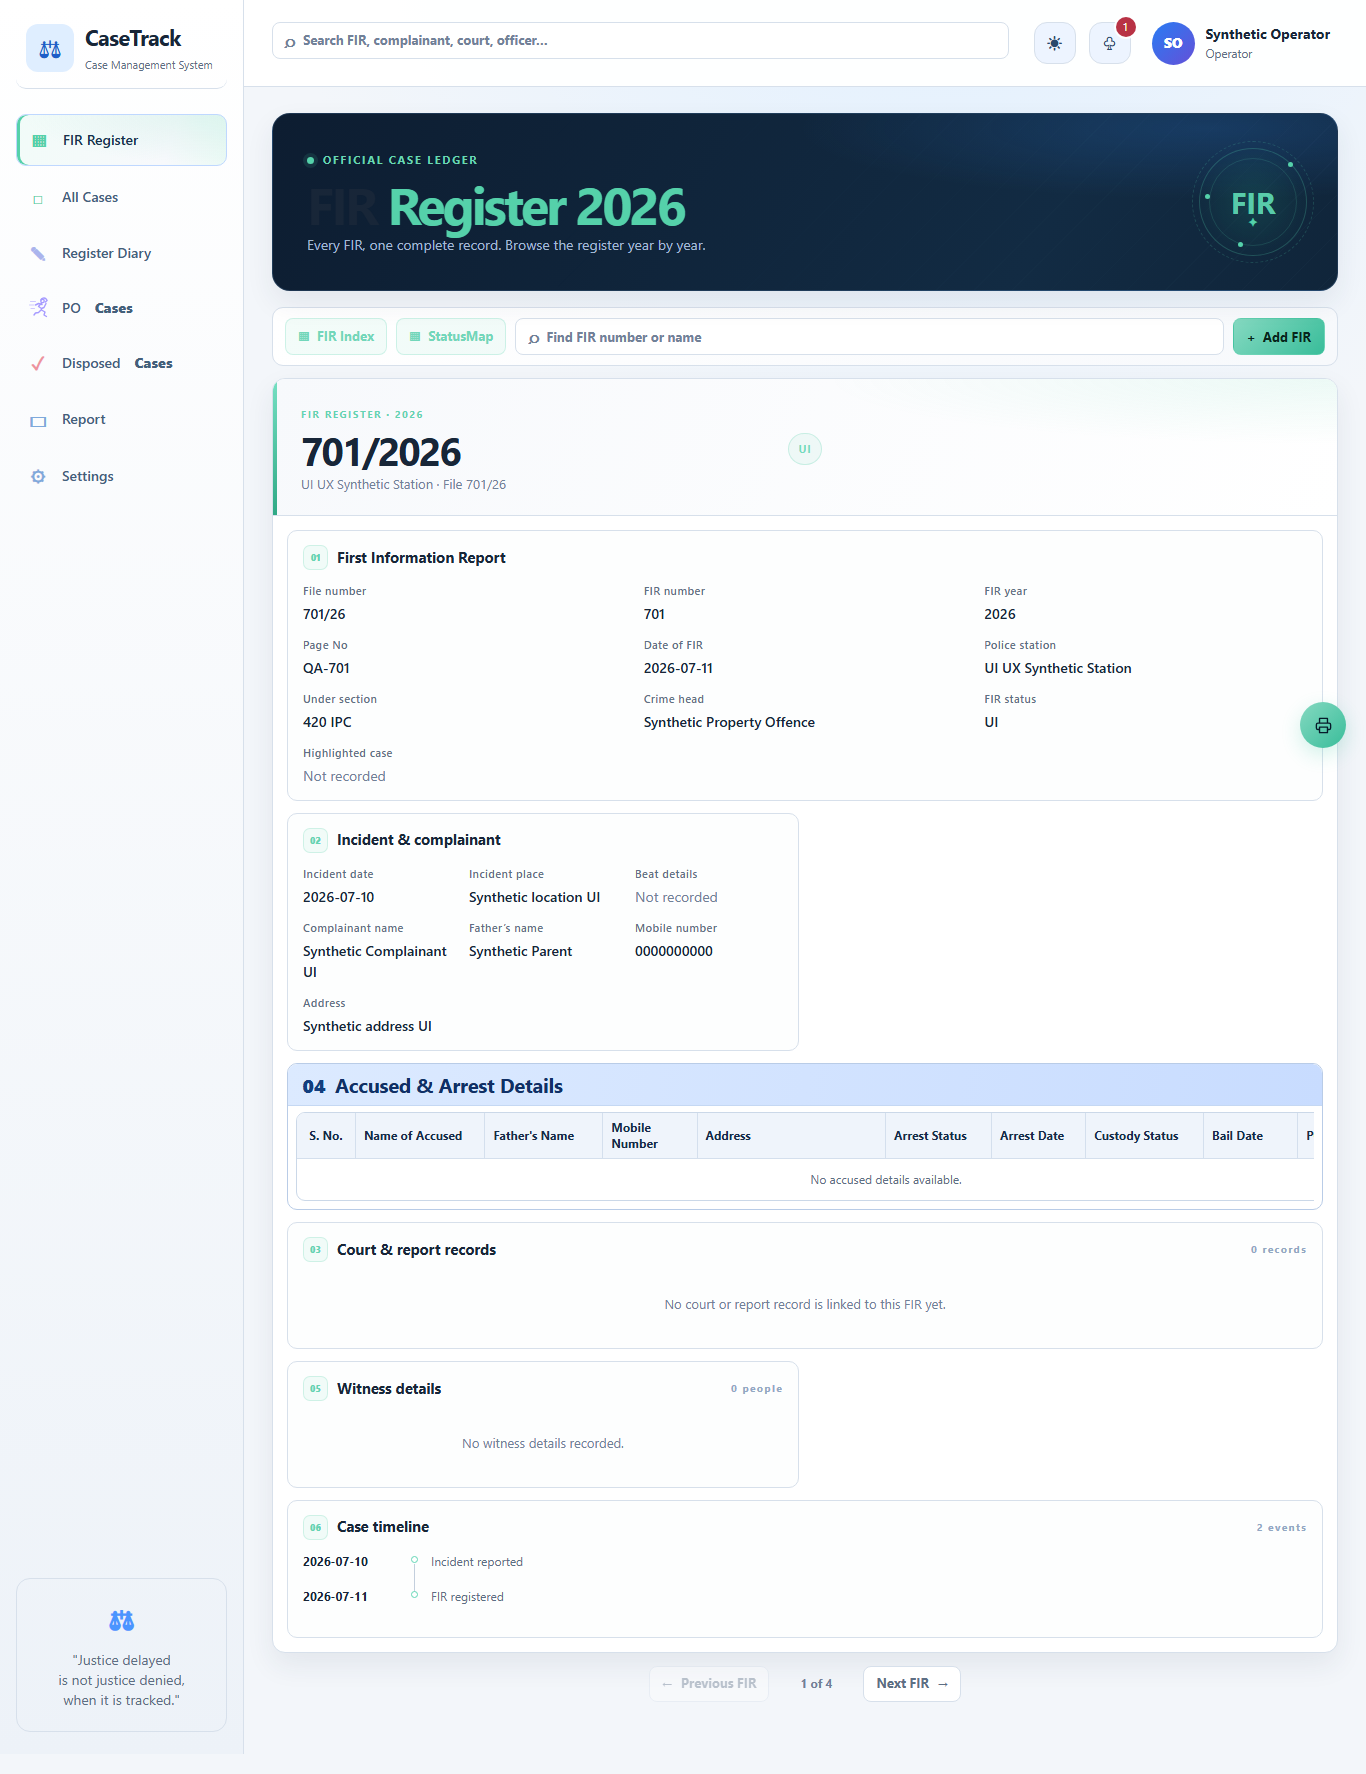 CaseTrack
Case Management System
FIR Register
All Cases
Register Diary
PO Cases
Disposed Cases
Report
Settings
"Justice delayed
is not justice denied,
when it is tracked."
Search FIR, complainant, court, officer...
1
SO
Synthetic Operator
Operator
OFFICIAL CASE LEDGER
FIR Register 2026
Every FIR, one complete record. Browse the register year by year.
FIR
FIR Index
StatusMap
Find FIR number or name
+ Add FIR
FIR REGISTER · 2026
701/2026
UI UX Synthetic Station · File 701/26
UI
01 First Information Report
File number FIR number FIR year
701/26 701 2026
Page No Date of FIR Police station
QA-701 2026-07-11 UI UX Synthetic Station
Under section Crime head FIR status
420 IPC Synthetic Property Offence UI
Highlighted case
Not recorded
02 Incident & complainant
Incident date Incident place Beat details
2026-07-10 Synthetic location UI Not recorded
Complainant name Father's name Mobile number
Synthetic Complainant UI Synthetic Parent 0000000000
Address
Synthetic address UI
04 Accused & Arrest Details
S. No. Name of Accused Father's Name Mobile Number Address Arrest Status Arrest Date Custody Status Bail Date P
No accused details available.
03 Court & report records 0 records
No court or report record is linked to this FIR yet.
05 Witness details 0 people
No witness details recorded.
06 Case timeline 2 events
2026-07-10 Incident reported
2026-07-11 FIR registered
← Previous FIR 1 of 4 Next FIR →